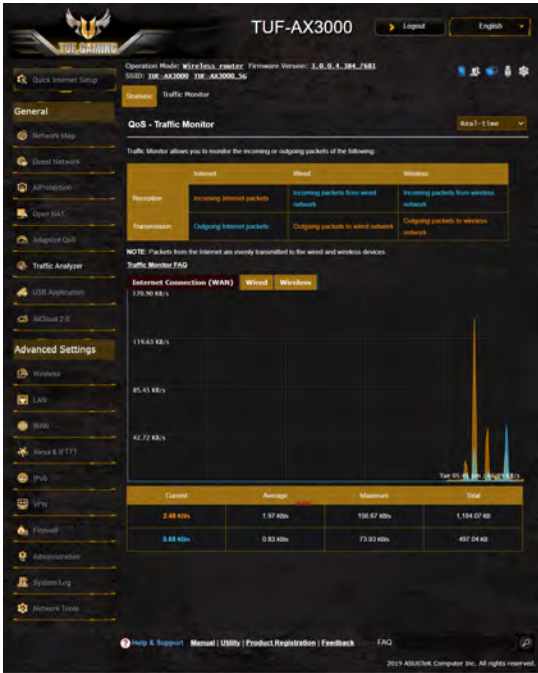 TUF GAMING
TUF-AX3000
Logout
English
Operation Mode: Wireless router Firmware Version: 3.0.0.4.384_7681
SSID: TUF-AX3000 TUF-AX3000_5G
Quick Internet Setup
General
Network Map
Guest Network
AiProtection
Open NAT
Adaptive QoS
Traffic Analyzer
USB Application
AiCloud 2.0
Advanced Settings
Wireless
LAN
WAN
Alexa & IFTTT
IPv6
VPN
Firewall
Administration
System Log
Network Tools
Statistic Traffic Monitor
QoS - Traffic Monitor
Real-time
Traffic Monitor allows you to monitor the incoming or outgoing packets of the following:
Internet Wired Wireless
Reception Incoming Internet packets Incoming packets from wired network Incoming packets from wireless network
Transmission Outgoing Internet packets Outgoing packets to wired network Outgoing packets to wireless network
NOTE: Packets from the Internet are evenly transmitted to the wired and wireless devices.
Traffic Monitor FAQ
Internet Connection (WAN) Wired Wireless
170.90 KB/s
119.63 KB/s
85.45 KB/s
42.72 KB/s
Current Average Maximum Total
2.48 KB/s 1.97 KB/s 156.67 KB/s 1,184.07 KB
0.66 KB/s 0.83 KB/s 73.93 KB/s 497.04 KB
Help & Support Manual | Utility | Product Registration | Feedback FAQ
2019 ASUSTeK Computer Inc. All rights reserved.